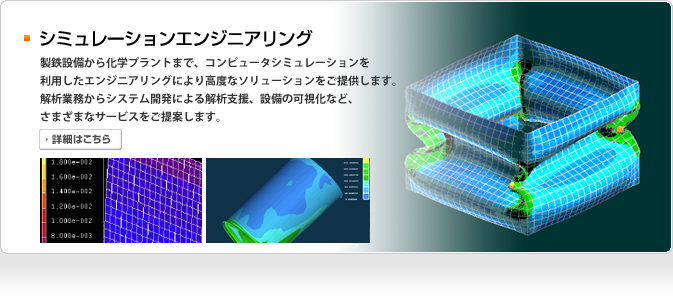 シミュレーションエンジニアリング
製鉄設備から化学プラントまで、コンピュータシミュレーションを
利用したエンジニアリングにより高度なソリューションをご提供します。
解析業務からシステム開発による解析支援、設備の可視化など、
さまざまなサービスをご提案します。
詳細はこちら
1.800e-002
1.600e-002
1.400e-002
1.200e-002
1.000e-002
8.000e-003